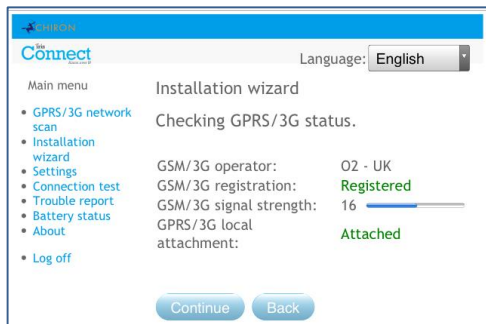 CHIRON
Connect
Language: English
Main menu
GPRS/3G network
scan
Installation
wizard
Settings
Connection test
Trouble report
Battery status
About
Log off
Installation wizard
Checking GPRS/3G status.
GSM/3G operator: O2 - UK
GSM/3G registration: Registered
GSM/3G signal strength: 16
GPRS/3G local
attachment: Attached
Continue Back